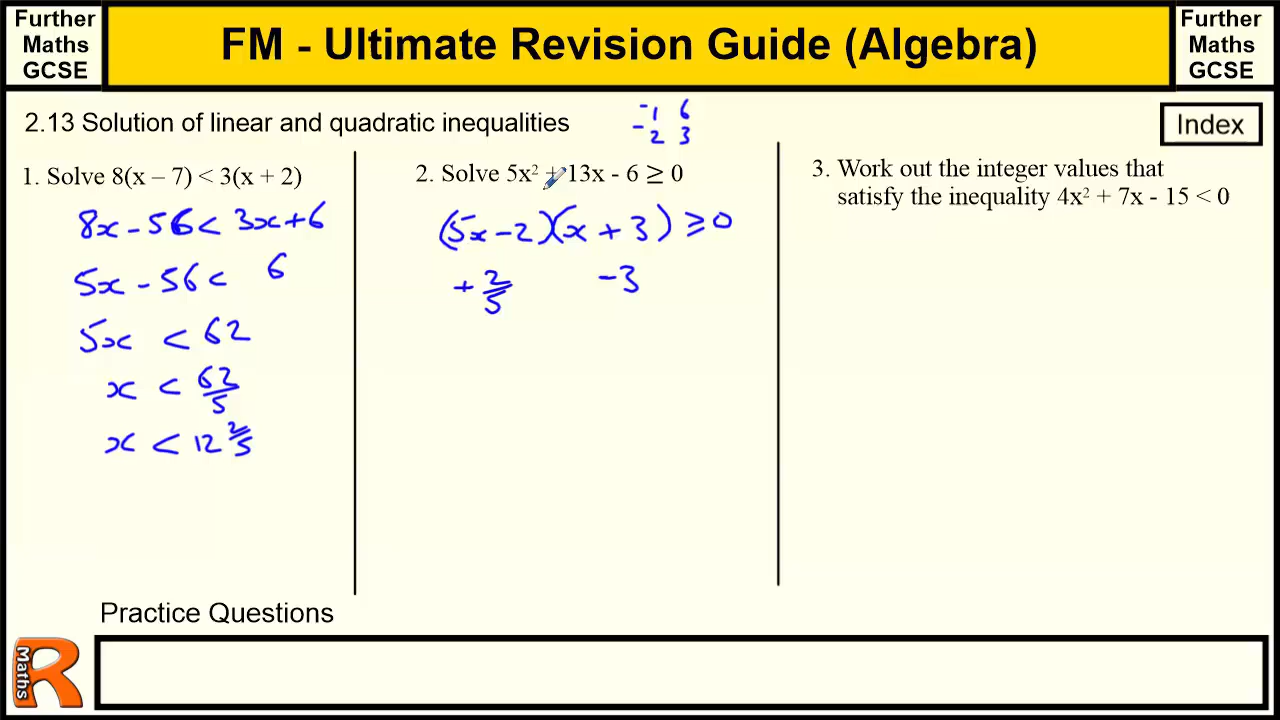 Further
Maths
GCSE
FM - Ultimate Revision Guide (Algebra)
Further
Maths
GCSE
2.13 Solution of linear and quadratic inequalities
-1 6
-2 3
Index
1. Solve 8(x – 7) < 3(x + 2)
8x - 56 < 3x + 6
5x - 56 < 6
5x < 62
x < 62/5
x < 12 2/5
2. Solve 5x² + 13x - 6 ≥ 0
(5x - 2)(x + 3) ≥ 0
+ 2/5 -3
3. Work out the integer values that
satisfy the inequality 4x² + 7x - 15 < 0
Practice Questions
R
Maths